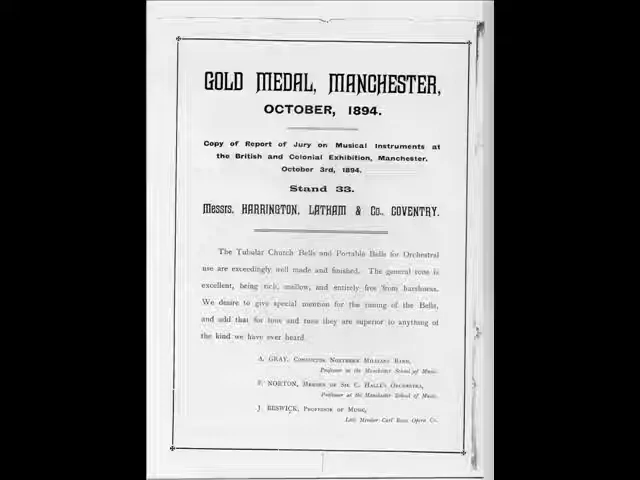 GOLD MEDAL, MANCHESTER,
OCTOBER, 1894.
Copy of Report of Jury on Musical Instruments at
the British and Colonial Exhibition, Manchester.
October 3rd, 1894.
Stand 33.
Messrs. HARRINGTON, LATHAM & Co., COVENTRY.
The Tubular Church Bells and Portable Bells for Orchestral
use are exceedingly well made and finished. The general tone is
excellent, being rich, mellow, and entirely free from harshness.
We desire to give special mention for the tuning of the Bells,
and add that for tone and tune they are superior to anything of
the kind we have ever heard.
A. GRAY, Conductor Northern Military Band,
Professor at the Manchester School of Music.
F. NORTON, Member of Sir C. Halle's Orchestra,
Professor at the Manchester School of Music.
J. BESWICK, Professor of Music,
Late Member Carl Rosa Opera Co.